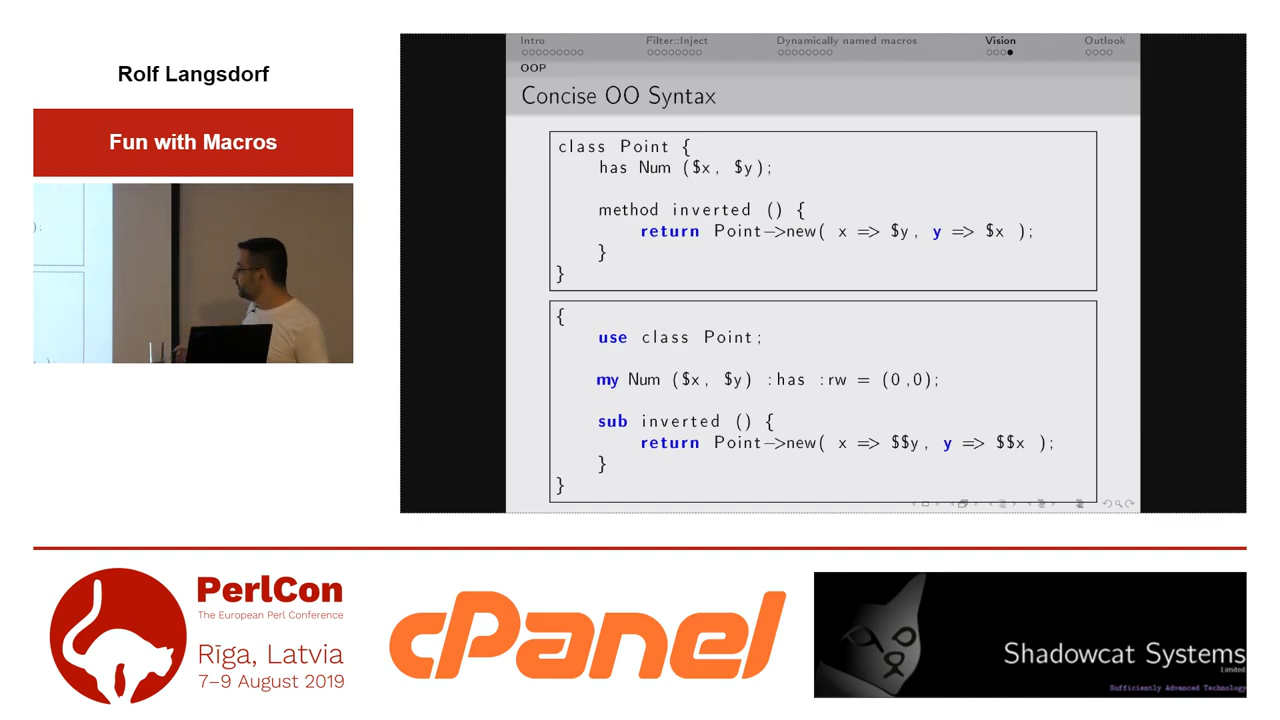 Rolf Langsdorf
Fun with Macros
Intro Filter::Inject Dynamically named macros Vision Outlook
OOP
Concise OO Syntax
class Point {
has Num ($x, $y);
method inverted () {
return Point->new( x => $y, y => $x );
}
}
{
use class Point;
my Num ($x, $y) :has :rw = (0,0);
sub inverted () {
return Point->new( x => $$y, y => $$x );
}
}
PerlCon
The European Perl Conference
Rīga, Latvia
7–9 August 2019
cPanel
Shadowcat Systems
Limited
Sufficiently Advanced Technology